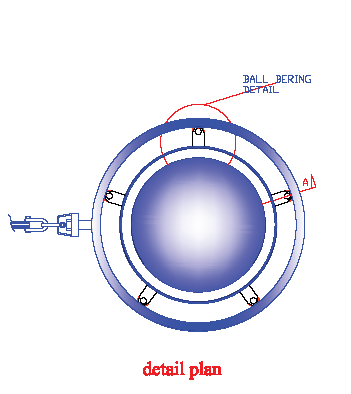 BALL BERING
DETAIL
A
detail plan